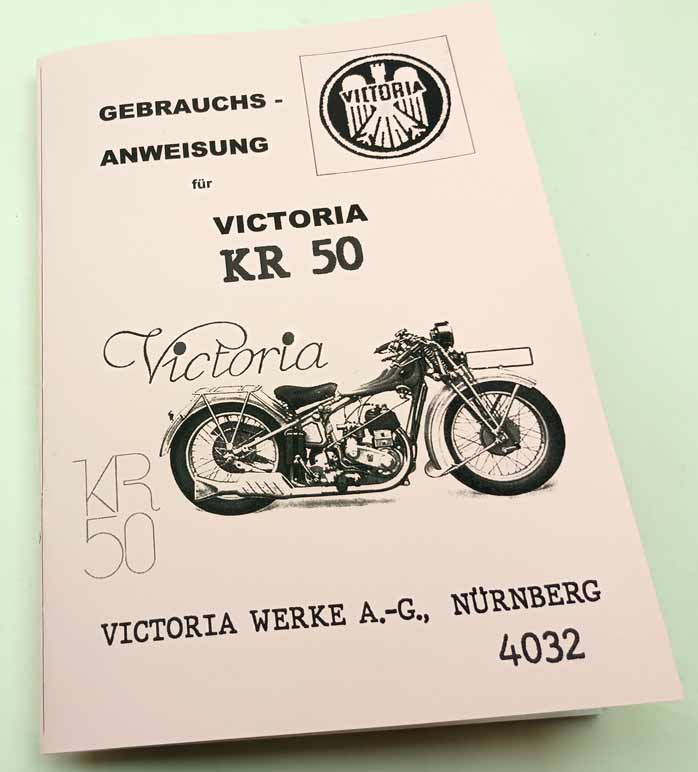 GEBRAUCHS -
ANWEISUNG
für
VICTORIA
VICTORIA
KR 50
Victoria
KR
50
VICTORIA WERKE A.-G., NÜRNBERG
4032